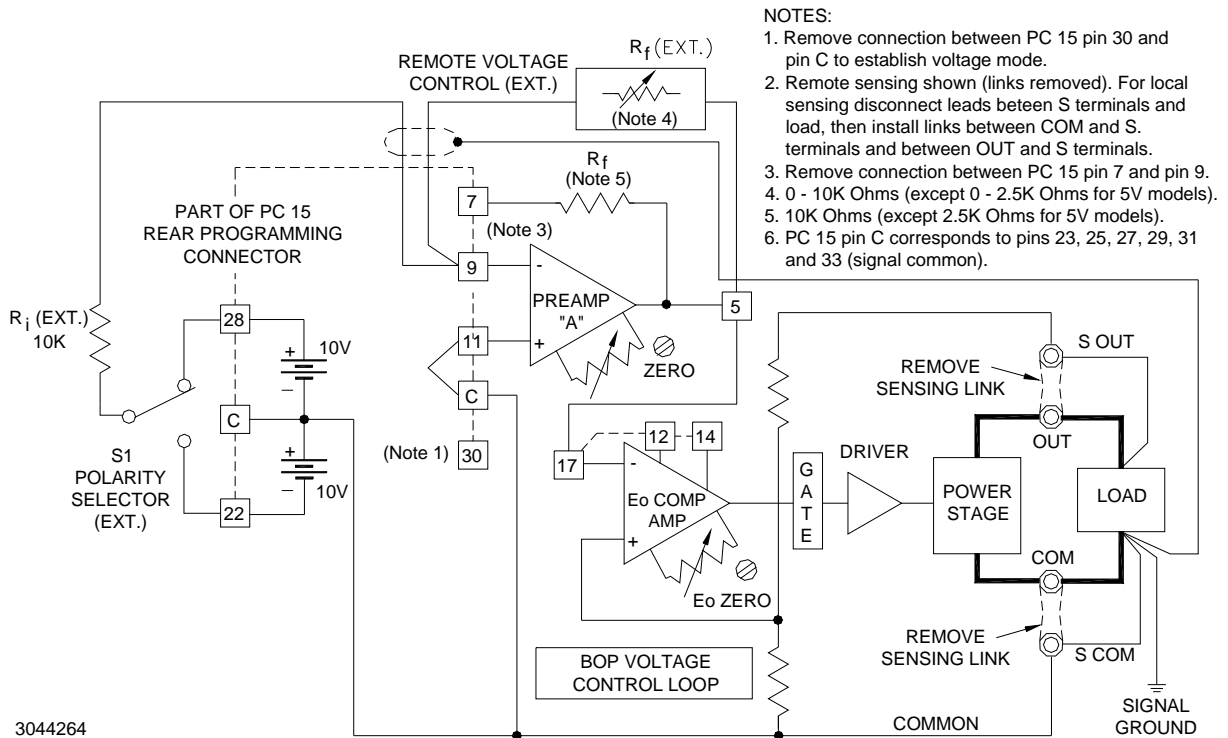 NOTES:
1. Remove connection between PC 15 pin 30 and
pin C to establish voltage mode.
2. Remote sensing shown (links removed). For local
sensing disconnect leads beteen S terminals and
load, then install links between COM and S.
terminals and between OUT and S terminals.
3. Remove connection between PC 15 pin 7 and pin 9.
4. 0 - 10K Ohms (except 0 - 2.5K Ohms for 5V models).
5. 10K Ohms (except 2.5K Ohms for 5V models).
6. PC 15 pin C corresponds to pins 23, 25, 27, 29, 31
and 33 (signal common).
REMOTE VOLTAGE
CONTROL (EXT.)
Rf (EXT.)
(Note 4)
Rf
(Note 5)
PART OF PC 15
REAR PROGRAMMING
CONNECTOR
7
(Note 3)
9
-
PREAMP
"A"
+
5
11
C
ZERO
(Note 1)
30
Ri (EXT.)
10K
28
+
10V
–
C
+
10V
–
22
S1
POLARITY
SELECTOR
(EXT.)
17
12
14
-
Eo COMP
AMP
+
Eo ZERO
GATE
DRIVER
POWER
STAGE
LOAD
S OUT
REMOVE
SENSING LINK
OUT
COM
REMOVE
SENSING LINK
S COM
BOP VOLTAGE
CONTROL LOOP
COMMON
SIGNAL
GROUND
3044264